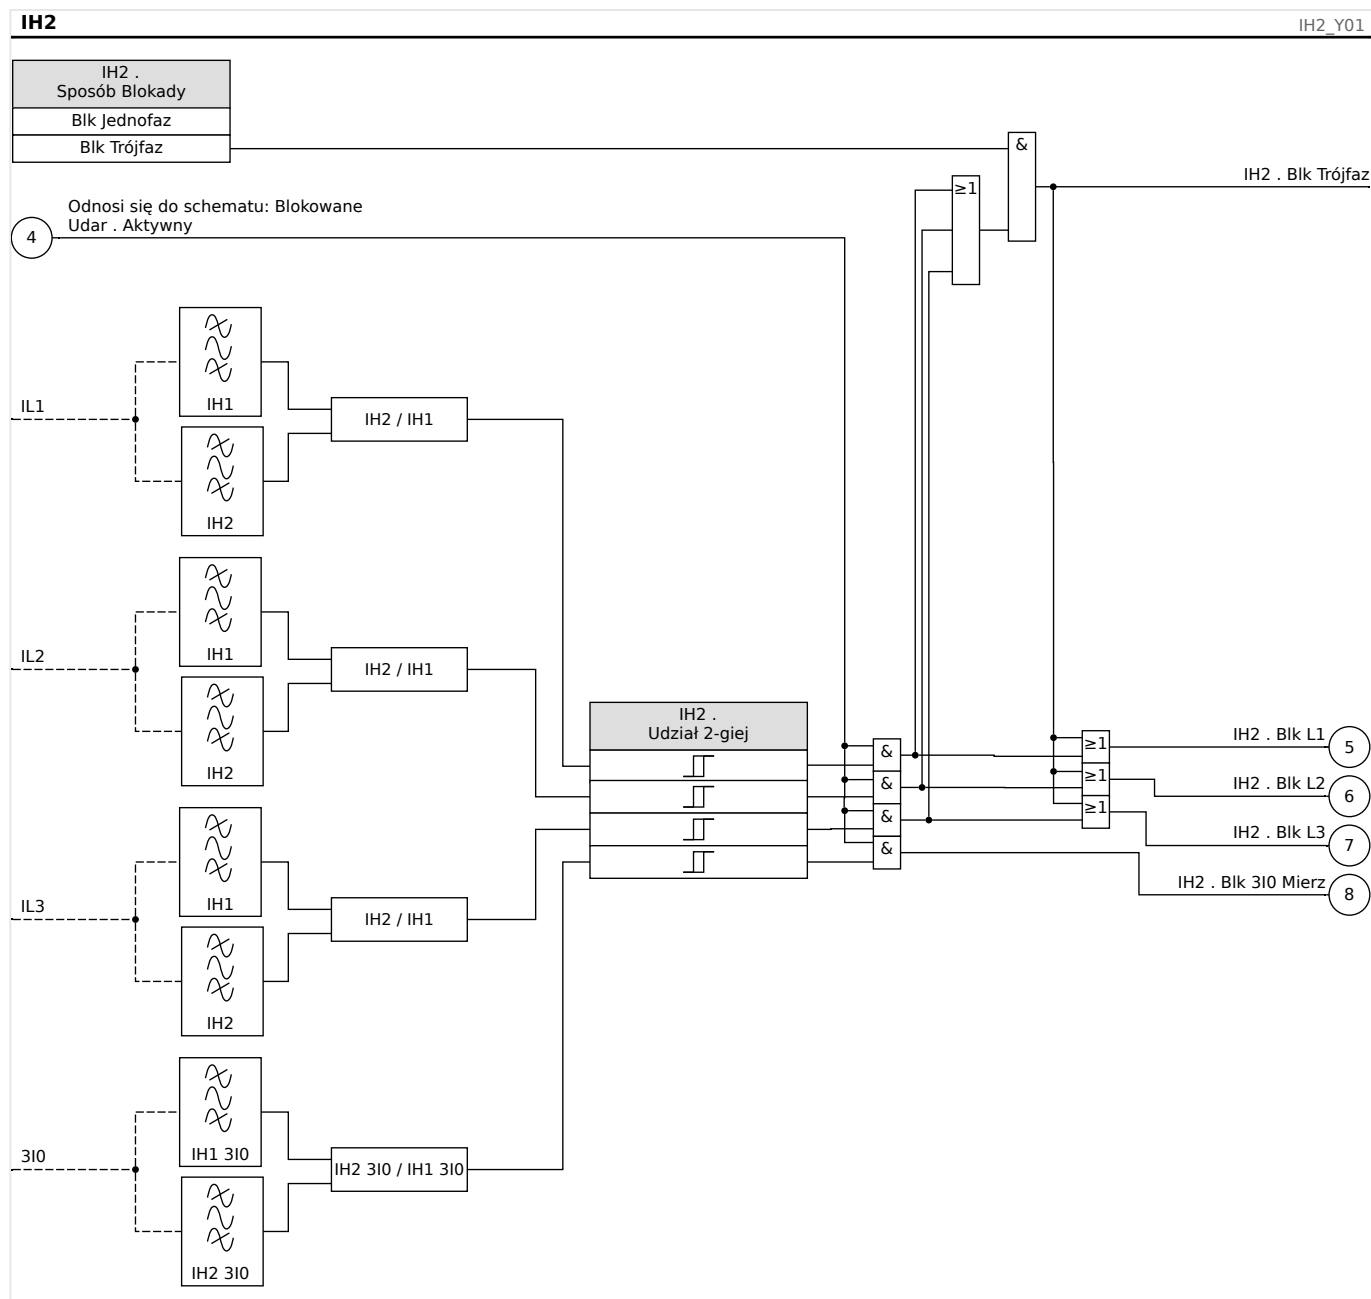 IH2
IH2_Y01
IH2 .
Sposób Blokady
Blk Jednofaz
Blk Trójfaz
&
IH2 . Blk Trójfaz
≥1
Odnosi się do schematu: Blokowane
Udar . Aktywny
4
IH1
IL1
IH2 / IH1
IH2
IH1
IL2
IH2 / IH1
IH2
IH2 .
Udział 2-giej
&
&
&
&
≥1
≥1
≥1
IH2 . Blk L1
5
IH2 . Blk L2
6
IH2 . Blk L3
7
IH2 . Blk 3I0 Mierz
8
IH1
IL3
IH2 / IH1
IH2
IH1 3I0
3I0
IH2 3I0 / IH1 3I0
IH2 3I0